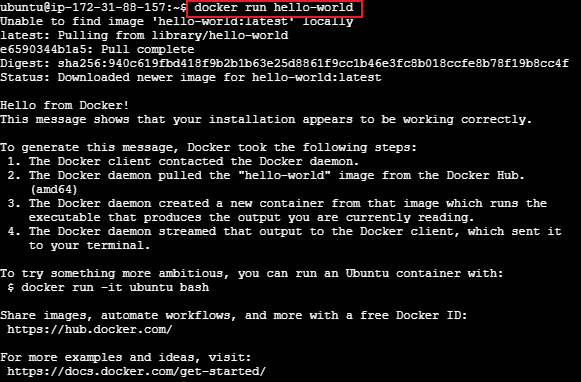 ubuntu@ip-172-31-88-157:~$ docker run hello-world
Unable to find image 'hello-world:latest' locally
latest: Pulling from library/hello-world
e6590344b1a5: Pull complete
Digest: sha256:940c619fbd418f9b2b1b63e25d8861f9cc1b46e3fc8b018ccfe8b78f19b8cc4f
Status: Downloaded newer image for hello-world:latest
Hello from Docker!
This message shows that your installation appears to be working correctly.
To generate this message, Docker took the following steps:
1. The Docker client contacted the Docker daemon.
2. The Docker daemon pulled the "hello-world" image from the Docker Hub.
(amd64)
3. The Docker daemon created a new container from that image which runs the
executable that produces the output you are currently reading.
4. The Docker daemon streamed that output to the Docker client, which sent it
to your terminal.
To try something more ambitious, you can run an Ubuntu container with:
$ docker run -it ubuntu bash
Share images, automate workflows, and more with a free Docker ID:
https://hub.docker.com/
For more examples and ideas, visit:
https://docs.docker.com/get-started/